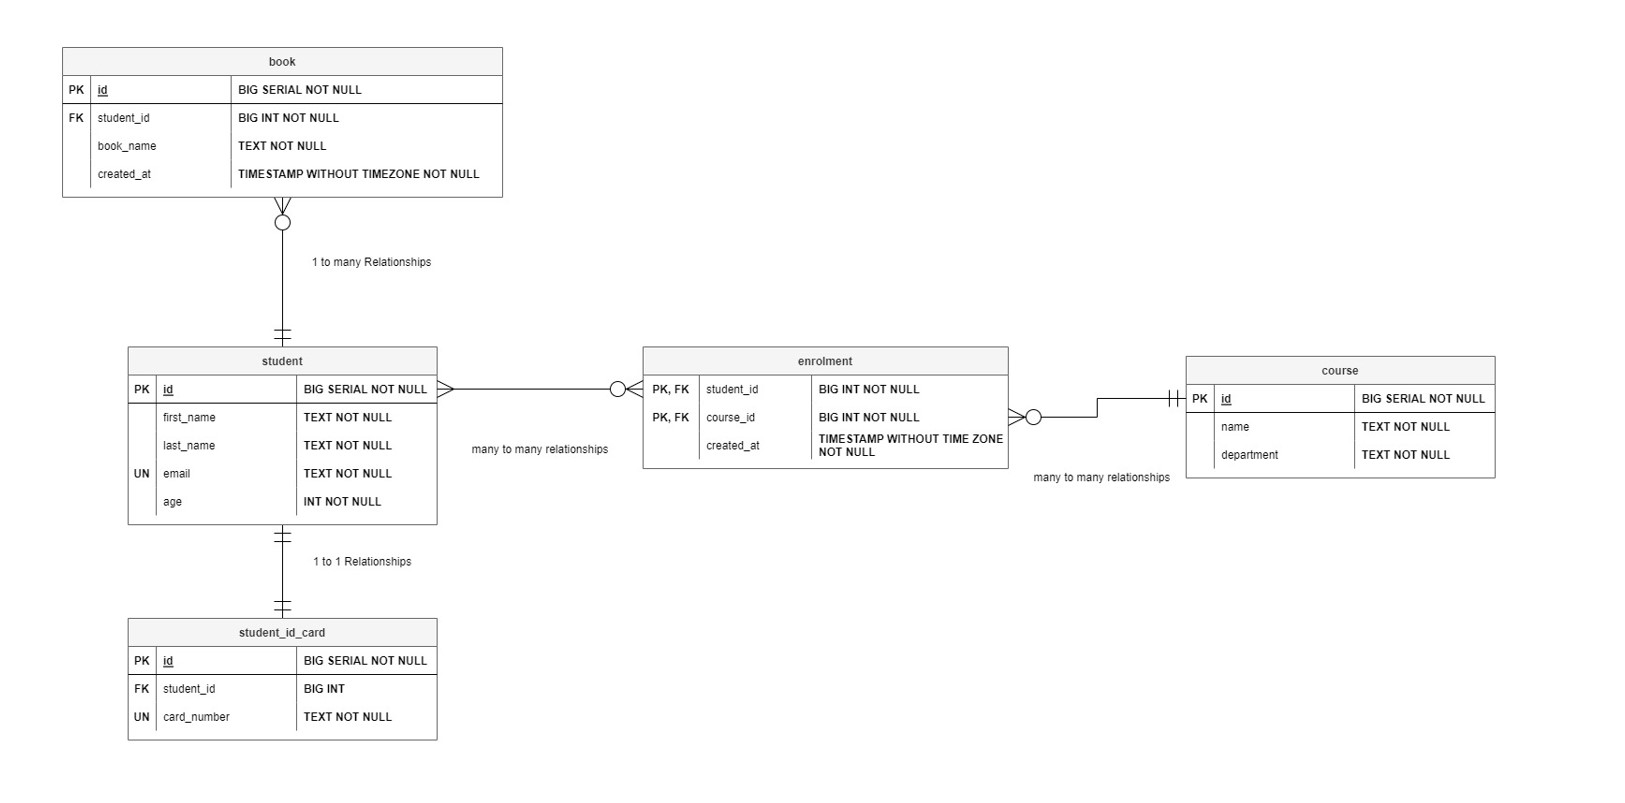 book
PK id BIG SERIAL NOT NULL
FK student_id BIG INT NOT NULL
book_name TEXT NOT NULL
created_at TIMESTAMP WITHOUT TIMEZONE NOT NULL
1 to many Relationships
student
PK id BIG SERIAL NOT NULL
first_name TEXT NOT NULL
last_name TEXT NOT NULL
UN email TEXT NOT NULL
age INT NOT NULL
many to many relationships
enrolment
PK, FK student_id BIG INT NOT NULL
PK, FK course_id BIG INT NOT NULL
created_at TIMESTAMP WITHOUT TIME ZONE
NOT NULL
many to many relationships
course
PK id BIG SERIAL NOT NULL
name TEXT NOT NULL
department TEXT NOT NULL
1 to 1 Relationships
student_id_card
PK id BIG SERIAL NOT NULL
FK student_id BIG INT
UN card_number TEXT NOT NULL